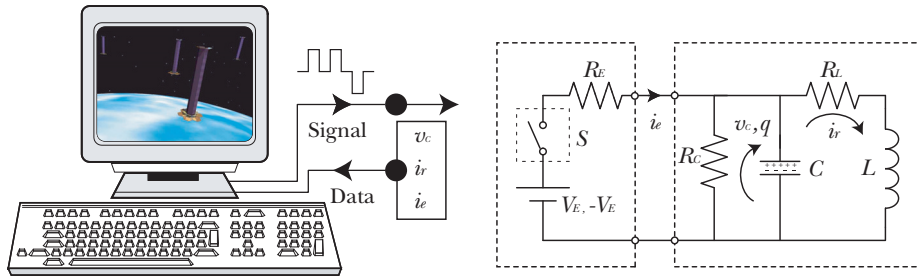 Signal
Data
v_C
i_r
i_e
R_E
S
V_E, -V_E
i_e
R_C
v_C, q
C
R_L
i_r
L